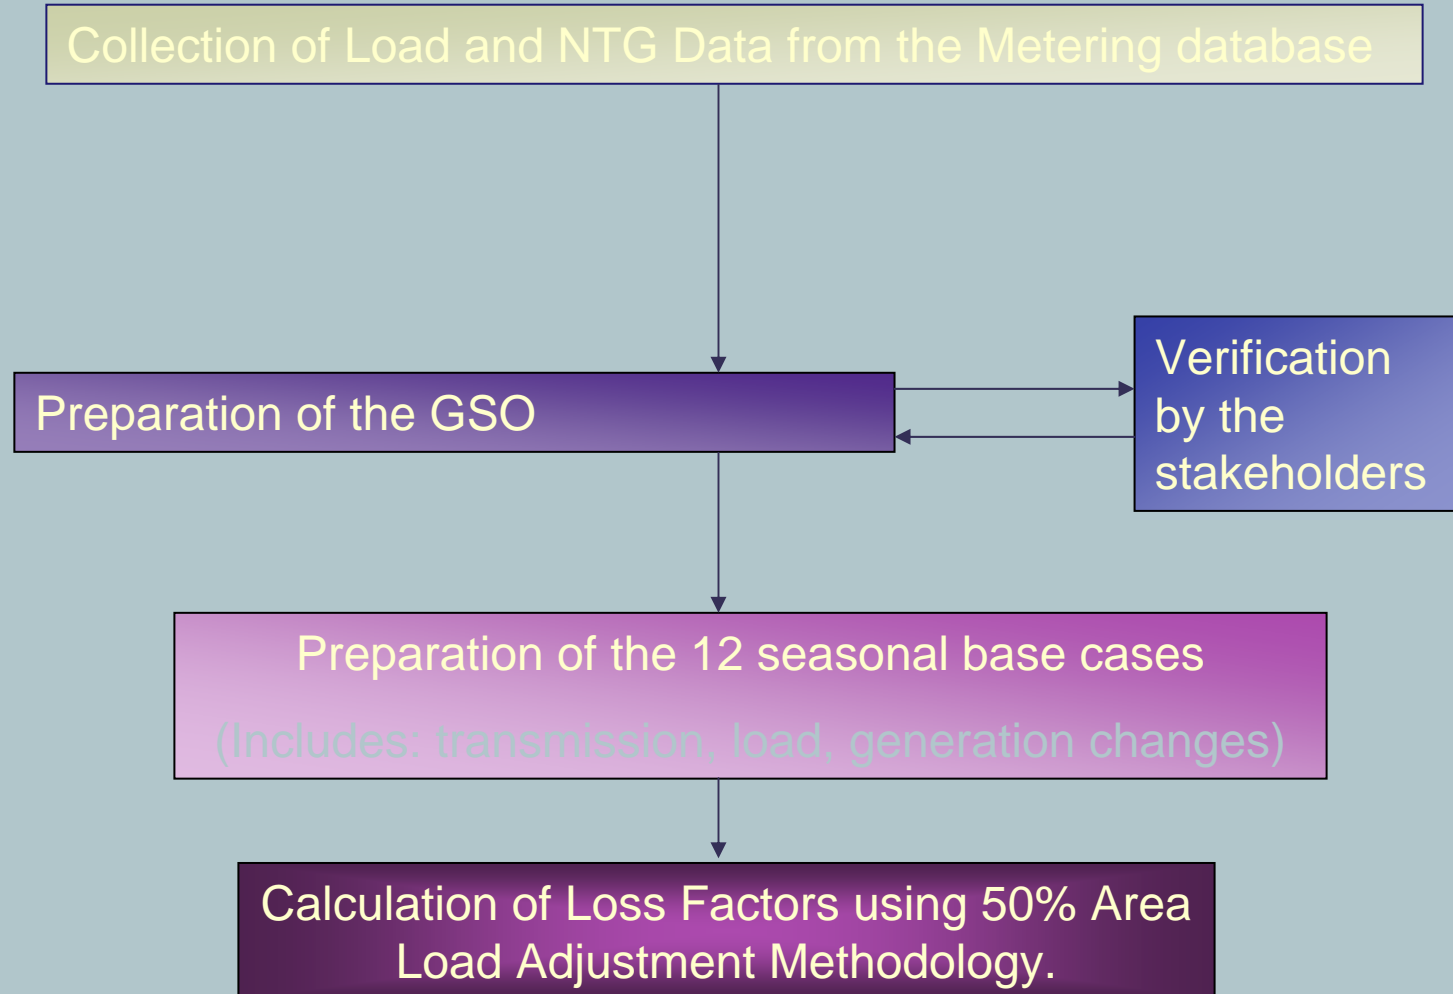 Collection of Load and NTG Data from the Metering database
Preparation of the GSO
Verification
by the
stakeholders
Preparation of the 12 seasonal base cases
(Includes: transmission, load, generation changes)
Calculation of Loss Factors using 50% Area
Load Adjustment Methodology.